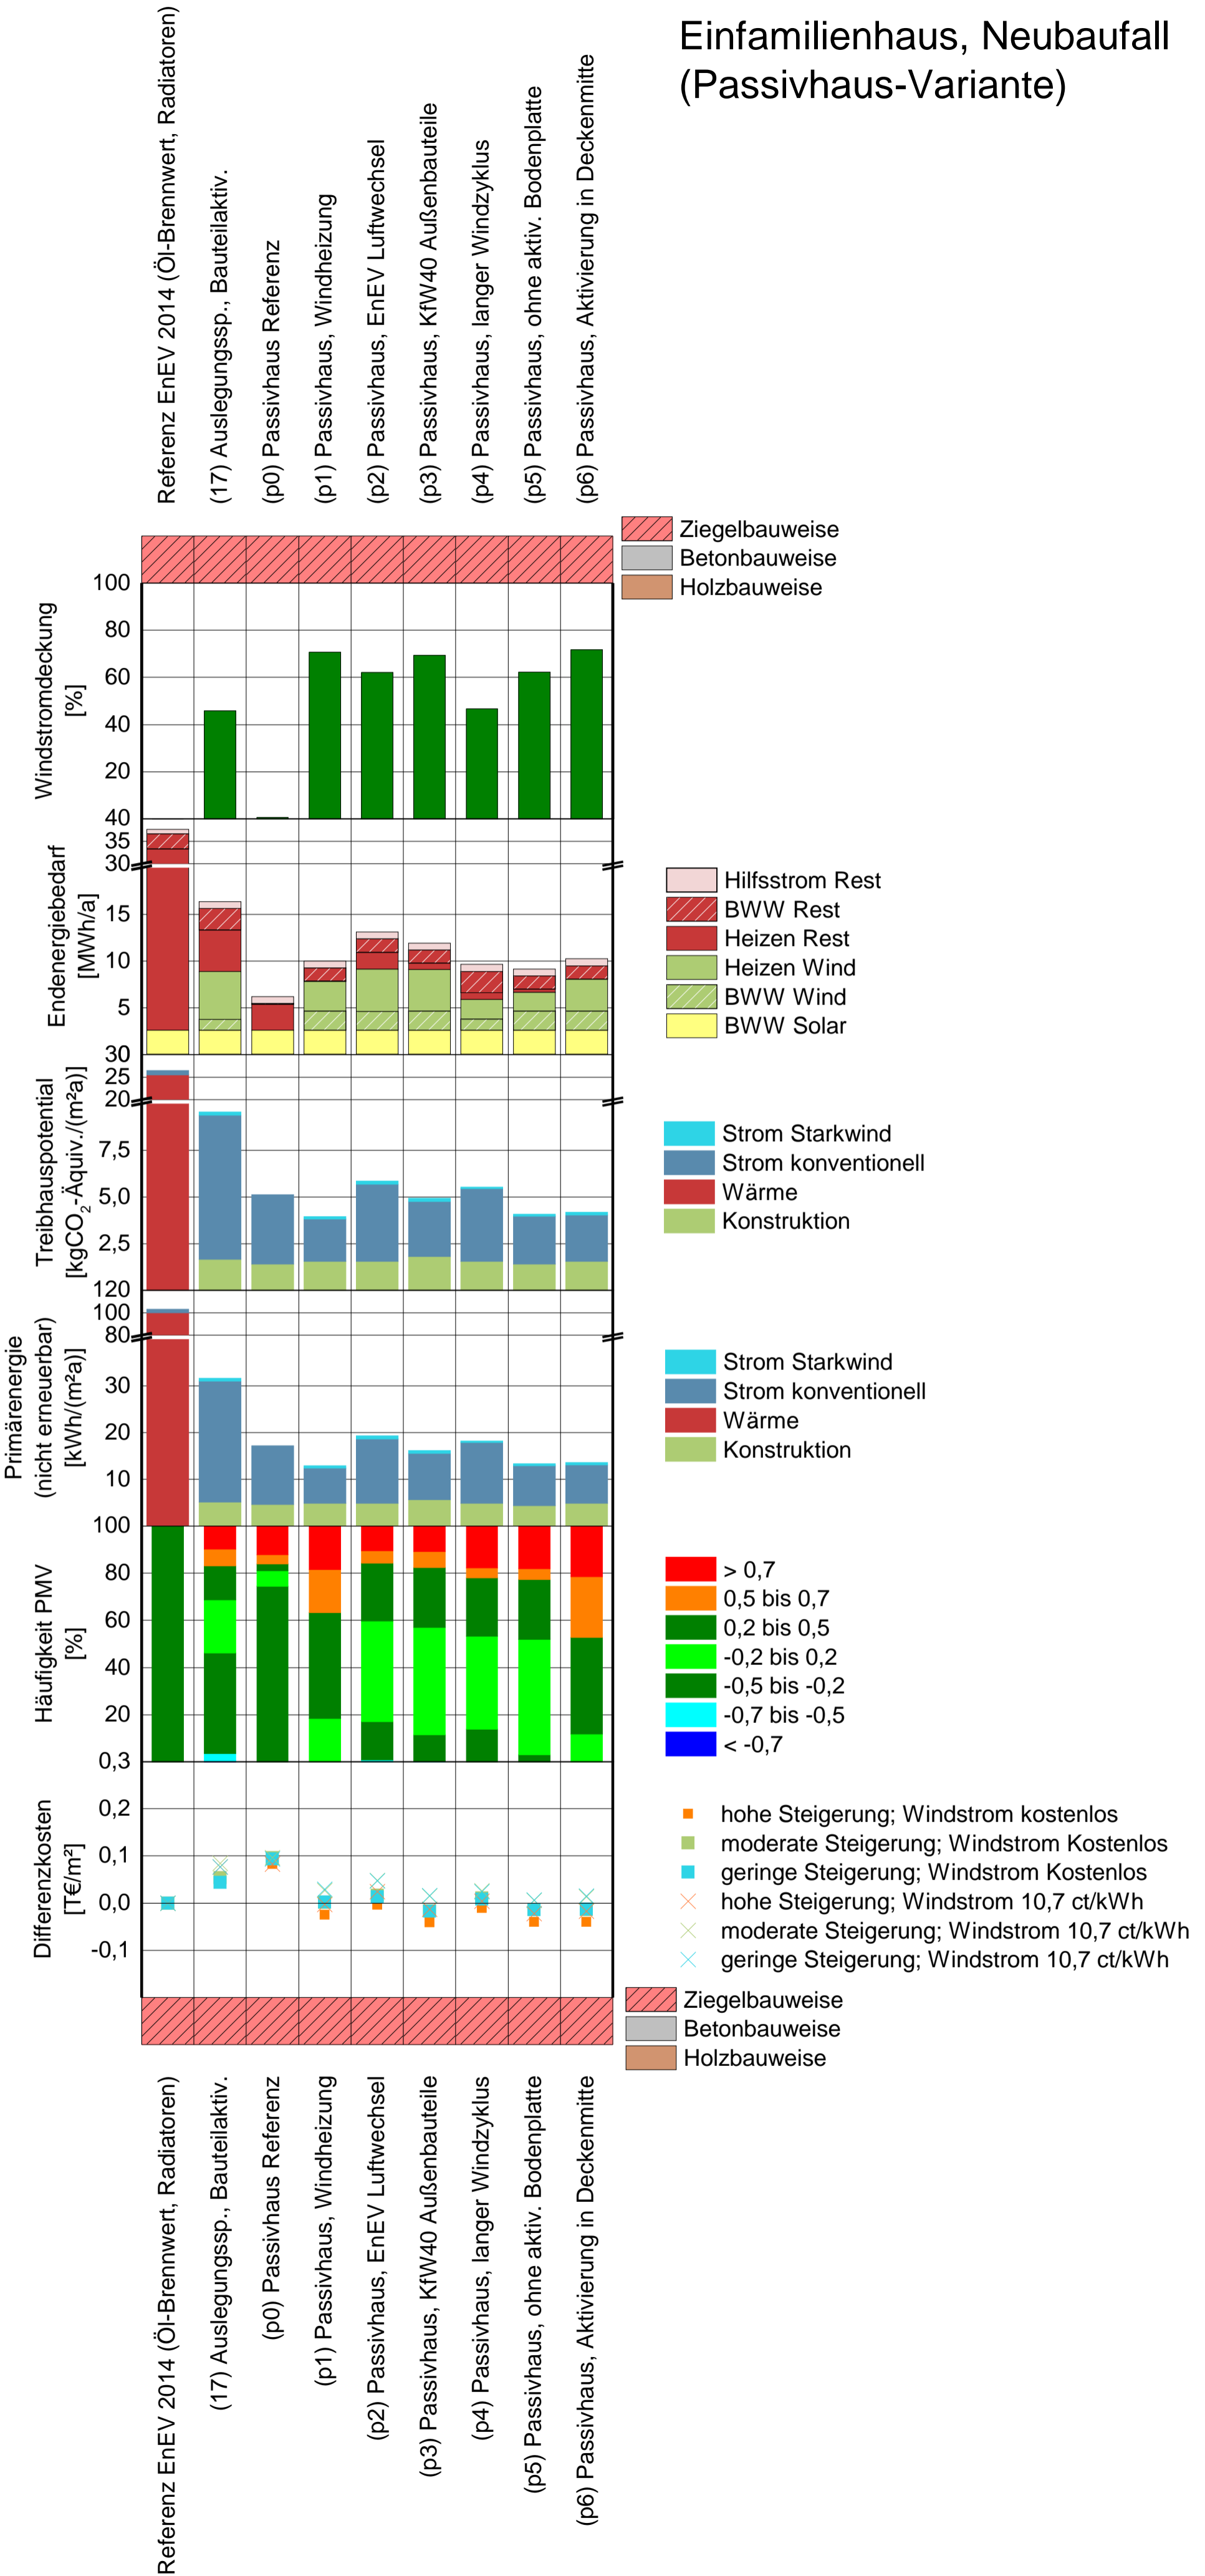 Einfamilienhaus, Neubaufall
(Passivhaus-Variante)
Referenz EnEV 2014 (Öl-Brennwert, Radiatoren)
(17) Auslegungssp., Bauteilaktiv.
(p0) Passivhaus Referenz
(p1) Passivhaus, Windheizung
(p2) Passivhaus, EnEV Luftwechsel
(p3) Passivhaus, KfW40 Außenbauteile
(p4) Passivhaus, langer Windzyklus
(p5) Passivhaus, ohne aktiv. Bodenplatte
(p6) Passivhaus, Aktivierung in Deckenmitte
Ziegelbauweise
Betonbauweise
Holzbauweise
Windstromdeckung
[%]
100
80
60
40
20
Endenergiebedarf
[MWh/a]
40
35
30
15
10
5
Hilfsstrom Rest
BWW Rest
Heizen Rest
Heizen Wind
BWW Wind
BWW Solar
Treibhauspotential
[kgCO2-Äquiv./(m²a)]
30
25
20
7,5
5,0
2,5
Strom Starkwind
Strom konventionell
Wärme
Konstruktion
Primärenergie
(nicht erneuerbar)
[kWh/(m²a)]
120
100
80
30
20
10
Strom Starkwind
Strom konventionell
Wärme
Konstruktion
Häufigkeit PMV
[%]
100
80
60
40
20
> 0,7
0,5 bis 0,7
0,2 bis 0,5
-0,2 bis 0,2
-0,5 bis -0,2
-0,7 bis -0,5
< -0,7
Differenzkosten
[T€/m²]
0,3
0,2
0,1
0,0
-0,1
hohe Steigerung; Windstrom kostenlos
moderate Steigerung; Windstrom Kostenlos
geringe Steigerung; Windstrom Kostenlos
hohe Steigerung; Windstrom 10,7 ct/kWh
moderate Steigerung; Windstrom 10,7 ct/kWh
geringe Steigerung; Windstrom 10,7 ct/kWh
Ziegelbauweise
Betonbauweise
Holzbauweise
Referenz EnEV 2014 (Öl-Brennwert, Radiatoren)
(17) Auslegungssp., Bauteilaktiv.
(p0) Passivhaus Referenz
(p1) Passivhaus, Windheizung
(p2) Passivhaus, EnEV Luftwechsel
(p3) Passivhaus, KfW40 Außenbauteile
(p4) Passivhaus, langer Windzyklus
(p5) Passivhaus, ohne aktiv. Bodenplatte
(p6) Passivhaus, Aktivierung in Deckenmitte